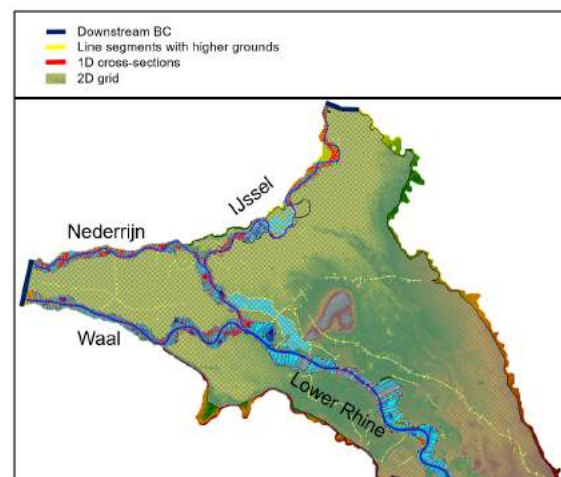 Downstream BC
Line segments with higher grounds
1D cross-sections
2D grid
IJssel
Nederrijn
Waal
Lower Rhine